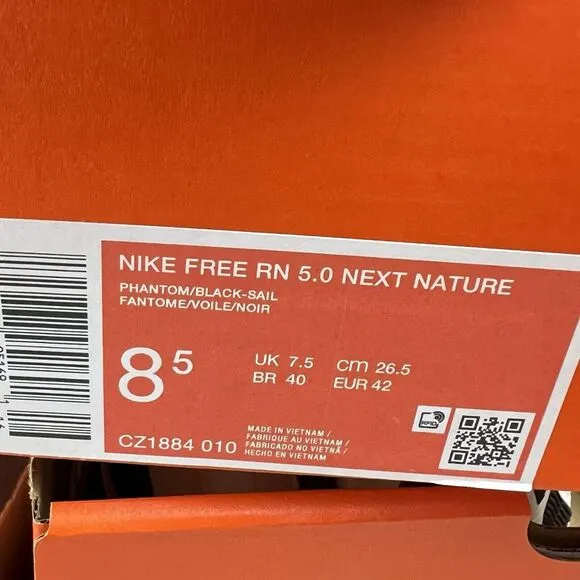 NIKE FREE RN 5.0 NEXT NATURE
PHANTOM/BLACK-SAIL
FANTOME/VOILE/NOIR
8 5
UK 7.5 cm 26.5
BR 40 EUR 42
CZ1884 010
MADE IN VIETNAM /
FABRIQUE AU VIETNAM /
FABRICADO NO VIETNÃ /
HECHO EN VIETNAM
RFID